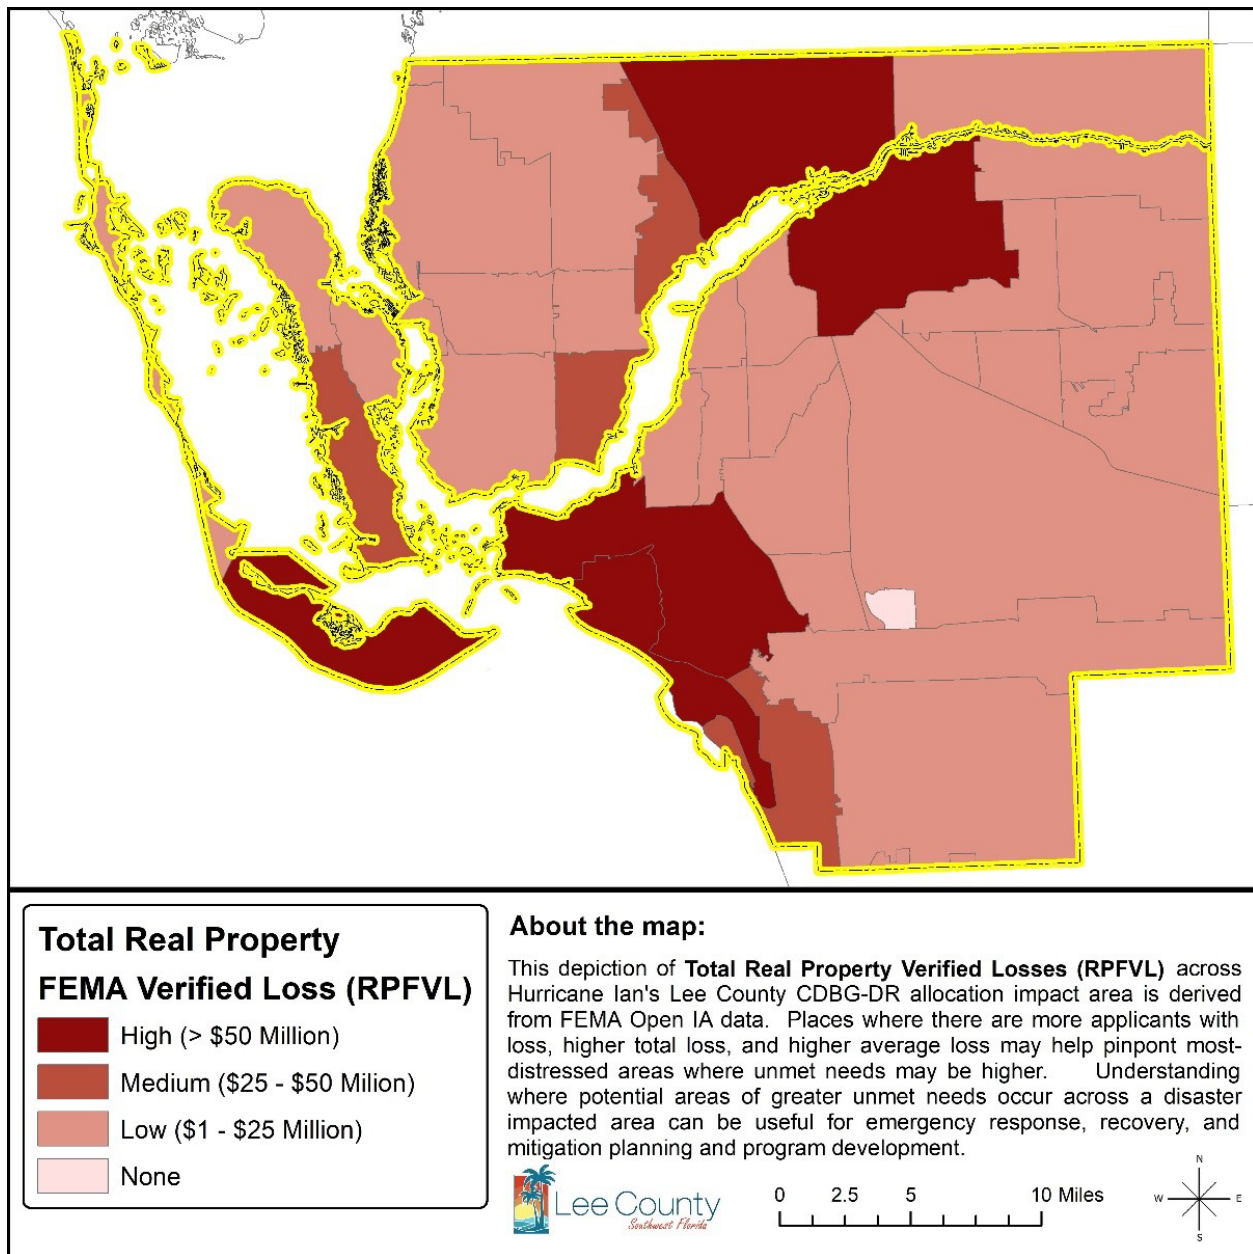 Total Real Property
FEMA Verified Loss (RPFVL)
High (> $50 Million)
Medium ($25 - $50 Milion)
Low ($1 - $25 Million)
None
About the map:
This depiction of Total Real Property Verified Losses (RPFVL) across
Hurricane Ian's Lee County CDBG-DR allocation impact area is derived
from FEMA Open IA data. Places where there are more applicants with
loss, higher total loss, and higher average loss may help pinpont most-
distressed areas where unmet needs may be higher. Understanding
where potential areas of greater unmet needs occur across a disaster
impacted area can be useful for emergency response, recovery, and
mitigation planning and program development.
Lee County
Southwest Florida
0 2.5 5 10 Miles
N
W E
S